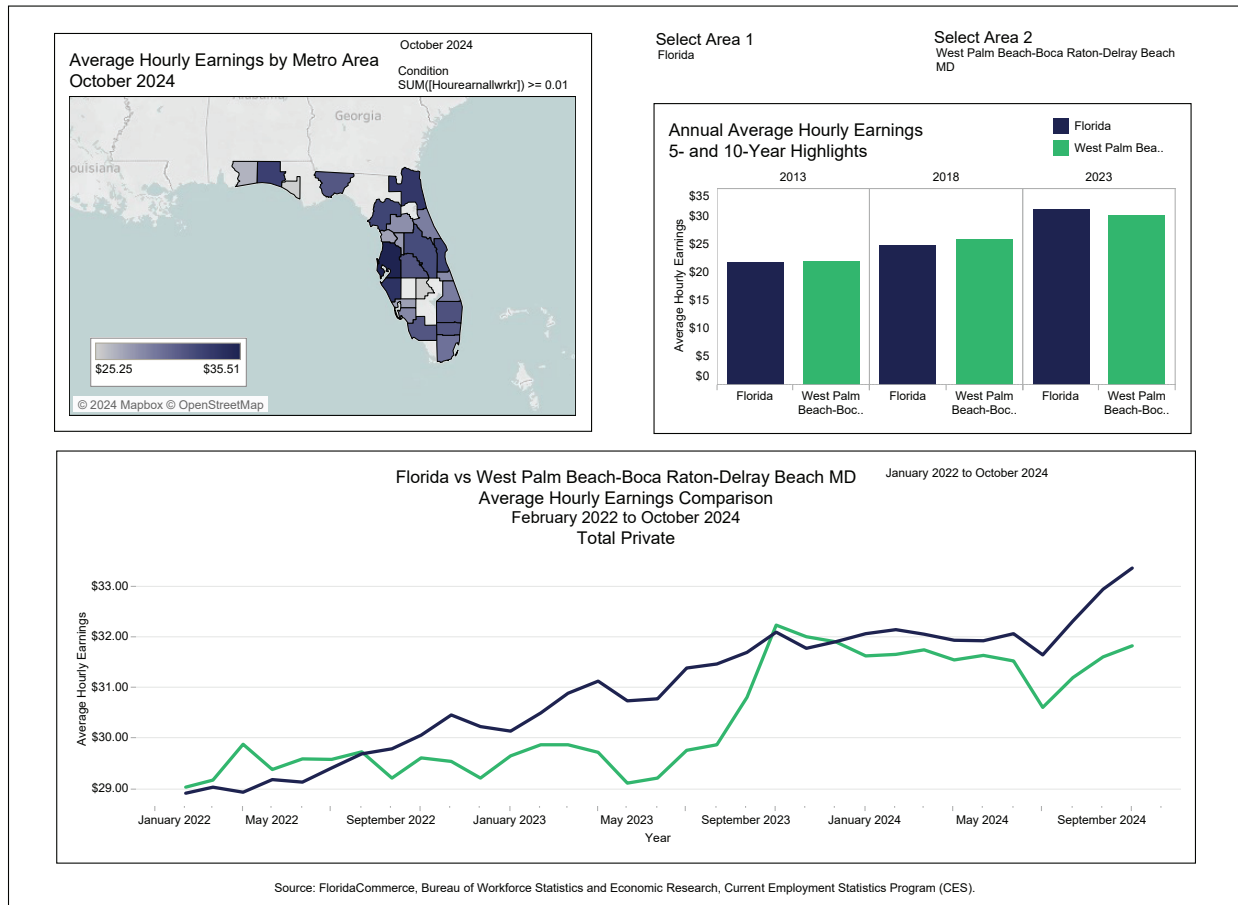 Average Hourly Earnings by Metro Area
October 2024
October 2024
Condition
SUM([Hourearnallwrkr]) >= 0.01
Georgia
ouisiana
$25.25
$35.51
© 2024 Mapbox © OpenStreetMap
Select Area 1
Florida
Select Area 2
West Palm Beach-Boca Raton-Delray Beach
MD
Annual Average Hourly Earnings
5- and 10-Year Highlights
Florida
West Palm Bea..
2013
2018
2023
Average Hourly Earnings
$35
$30
$25
$20
$15
$10
$5
$0
Florida
West Palm
Beach-Boc..
Florida
West Palm
Beach-Boc..
Florida
West Palm
Beach-Boc..
Florida vs West Palm Beach-Boca Raton-Delray Beach MD
Average Hourly Earnings Comparison
February 2022 to October 2024
Total Private
January 2022 to October 2024
Average Hourly Earnings
$33.00
$32.00
$31.00
$30.00
$29.00
January 2022
May 2022
September 2022
January 2023
May 2023
September 2023
January 2024
May 2024
September 2024
Year
Source: FloridaCommerce, Bureau of Workforce Statistics and Economic Research, Current Employment Statistics Program (CES).